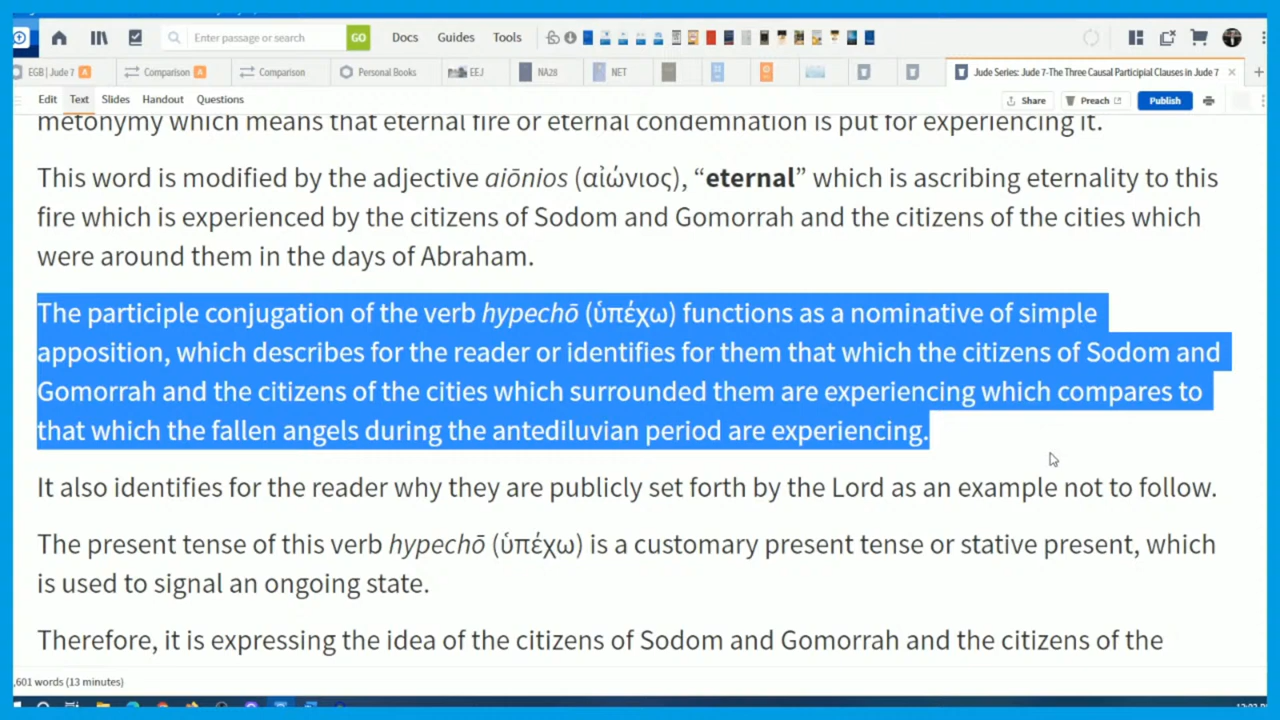 Enter passage or search
GO
Docs
Guides
Tools
EGB | Jude 7
A
Comparison
A
Comparison
Personal Books
EEJ
NA28
NET
Jude Series: Jude 7-The Three Causal Participial Clauses in Jude 7
Edit
Text
Slides
Handout
Questions
Share
Preach
Publish
metonymy which means that eternal fire or eternal condemnation is put for experiencing it.
This word is modified by the adjective aiōnios (αἰώνιος), “eternal” which is ascribing eternality to this
fire which is experienced by the citizens of Sodom and Gomorrah and the citizens of the cities which
were around them in the days of Abraham.
The participle conjugation of the verb hypechō (ὑπέχω) functions as a nominative of simple
apposition, which describes for the reader or identifies for them that which the citizens of Sodom and
Gomorrah and the citizens of the cities which surrounded them are experiencing which compares to
that which the fallen angels during the antediluvian period are experiencing.
It also identifies for the reader why they are publicly set forth by the Lord as an example not to follow.
The present tense of this verb hypechō (ὑπέχω) is a customary present tense or stative present, which
is used to signal an ongoing state.
Therefore, it is expressing the idea of the citizens of Sodom and Gomorrah and the citizens of the
,601 words (13 minutes)